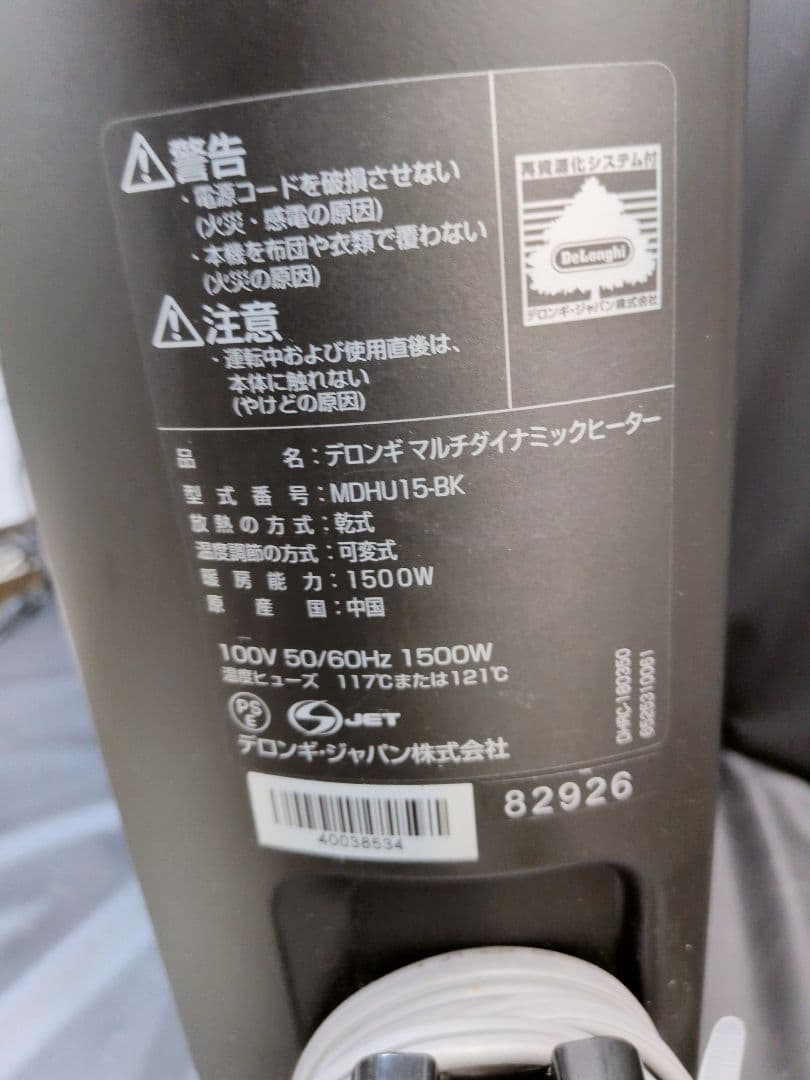 警告
・電源コードを破損させない
(火災・感電の原因)
・本機を布団や衣類で覆わない
(火災の原因)
注意
・運転中および使用直後は、
本体に触れない
(やけどの原因)
再資源化システム付
DeLonghi
デロンギ・ジャパン株式会社
品名:デロンギ マルチダイナミックヒーター
型式番号:MDHU15-BK
放熱の方式:乾式
温度調節の方式:可変式
暖房能力:1500W
原産国:中国
100V 50/60Hz 1500W
温度ヒューズ 117℃または121℃
PS E
JET
デロンギ・ジャパン株式会社
DHRC-180350
6525310061
82926
40038534